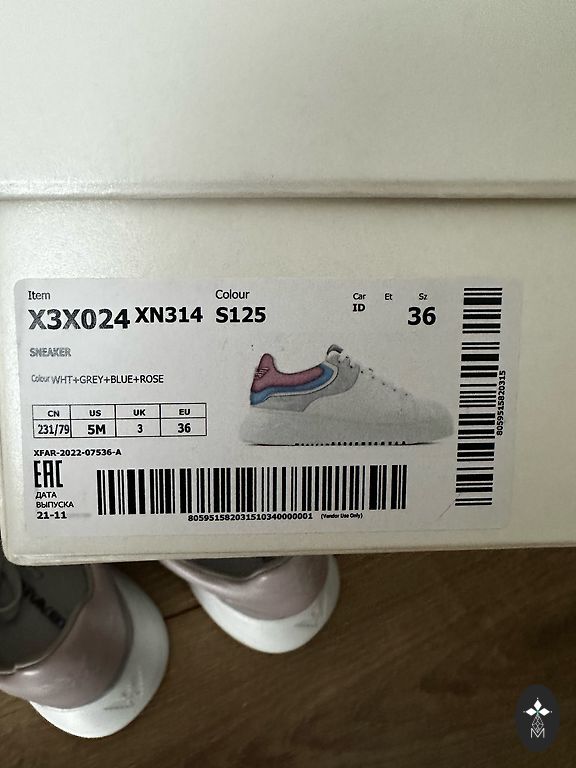 Item
Colour
Car
Et
Sz
X3X024 XN314 S125
ID
36
SNEAKER
Colour WHT+GREY+BLUE+ROSE
CN US UK EU
231/79 5M 3 36
XFAR-2022-07536-A
EAC
ДАТА
ВЫПУСКА
21-11
805951582031510340000001 (Vendor Use Only)
8059515820315